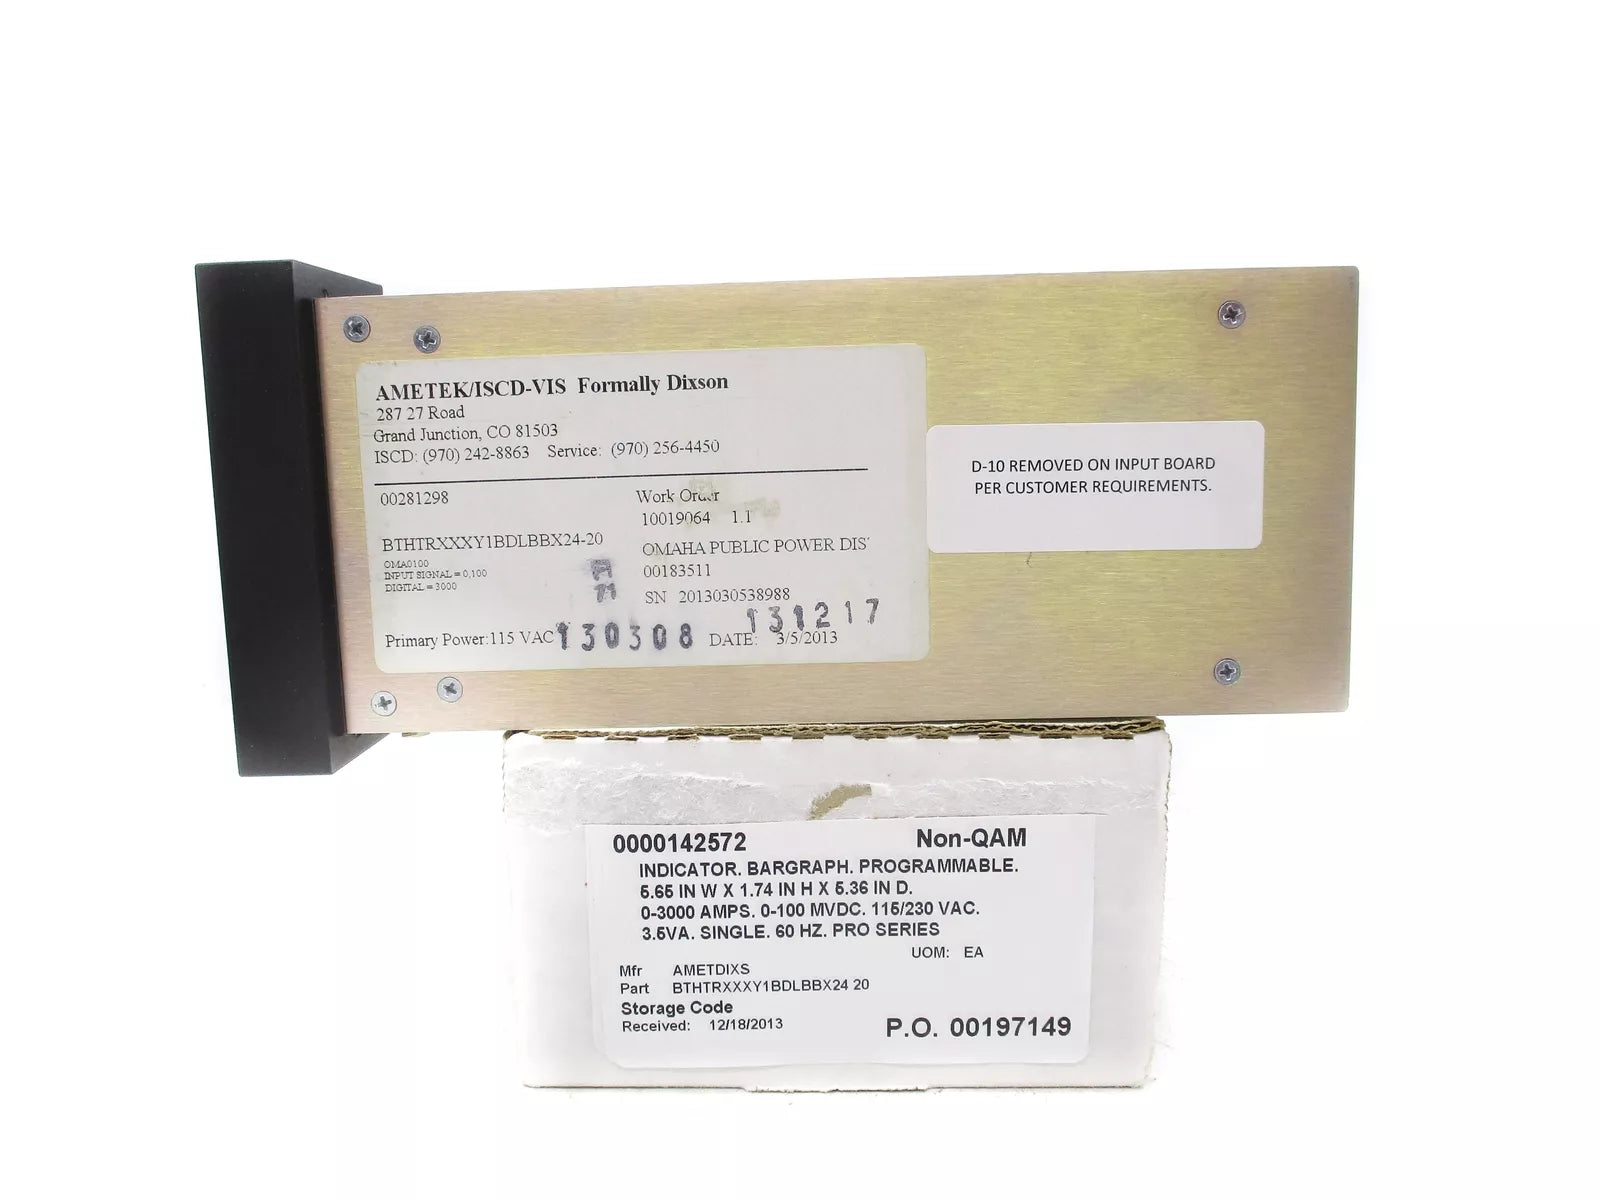 AMETEK/ISCD-VIS Formally Dixson
287 27 Road
Grand Junction, CO 81503
ISCD: (970) 242-8863 Service: (970) 256-4450
00281298 Work Order
10019064 1.1
BTHTRXXXY1BDLBBX24-20 OMAHA PUBLIC POWER DIS
OMA0100
INPUT SIGNAL = 0,100 00183511
DIGITAL = 3000
71
SN 2013030538988
131217
Primary Power:115 VAC 130308 DATE: 3/5/2013
D-10 REMOVED ON INPUT BOARD
PER CUSTOMER REQUIREMENTS.
0000142572 Non-QAM
INDICATOR. BARGRAPH. PROGRAMMABLE.
5.65 IN W X 1.74 IN H X 5.36 IN D.
0-3000 AMPS. 0-100 MVDC. 115/230 VAC.
3.5VA. SINGLE. 60 HZ. PRO SERIES
UOM: EA
Mfr AMETDIXS
Part BTHTRXXXY1BDLBBX24 20
Storage Code
Received: 12/18/2013 P.O. 00197149